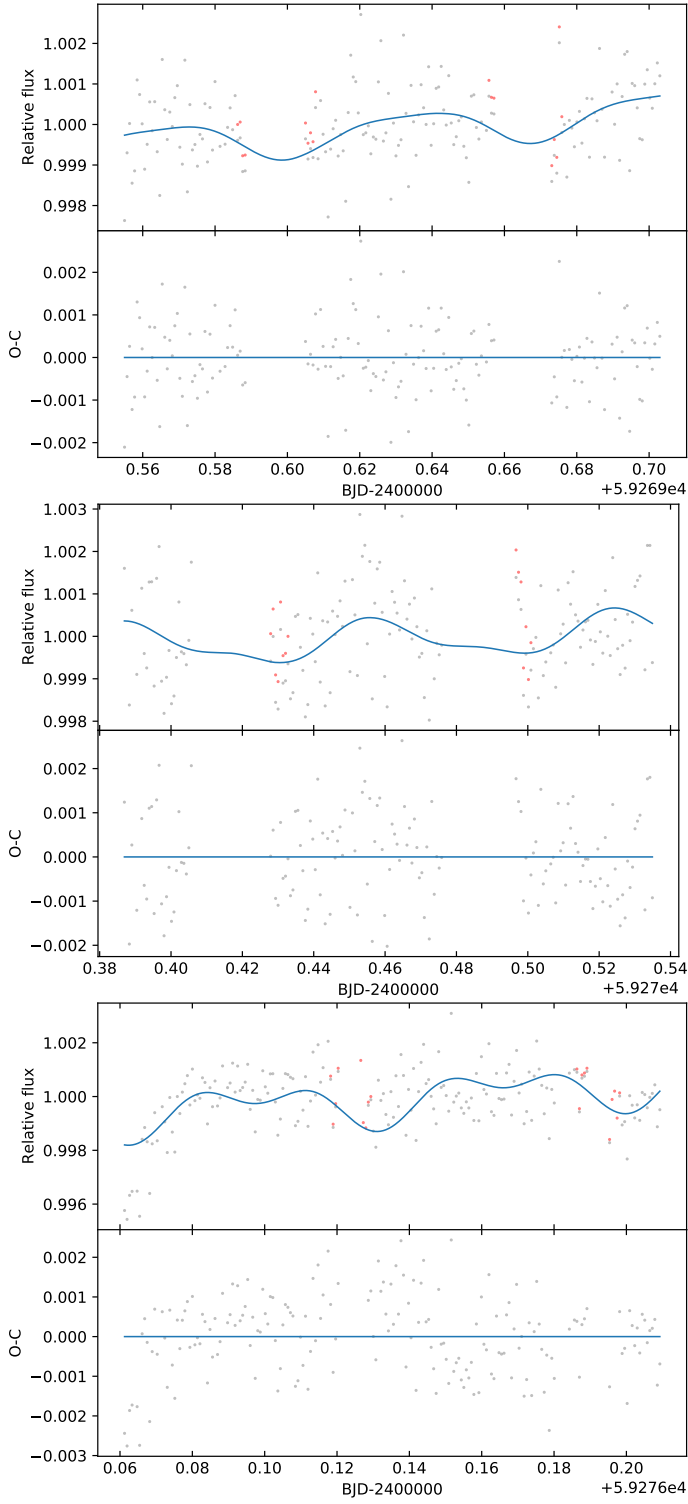 1.002
1.001
1.000
0.999
0.998
Relative flux
0.002
0.001
0.000
−0.001
−0.002
O-C
0.56 0.58 0.60 0.62 0.64 0.66 0.68 0.70
BJD-2400000
+5.9269e4
1.003
1.002
1.001
1.000
0.999
0.998
Relative flux
0.002
0.001
0.000
−0.001
−0.002
O-C
0.38 0.40 0.42 0.44 0.46 0.48 0.50 0.52 0.54
BJD-2400000
+5.927e4
1.002
1.000
0.998
0.996
Relative flux
0.002
0.001
0.000
−0.001
−0.002
−0.003
O-C
0.06 0.08 0.10 0.12 0.14 0.16 0.18 0.20
BJD-2400000
+5.9276e4